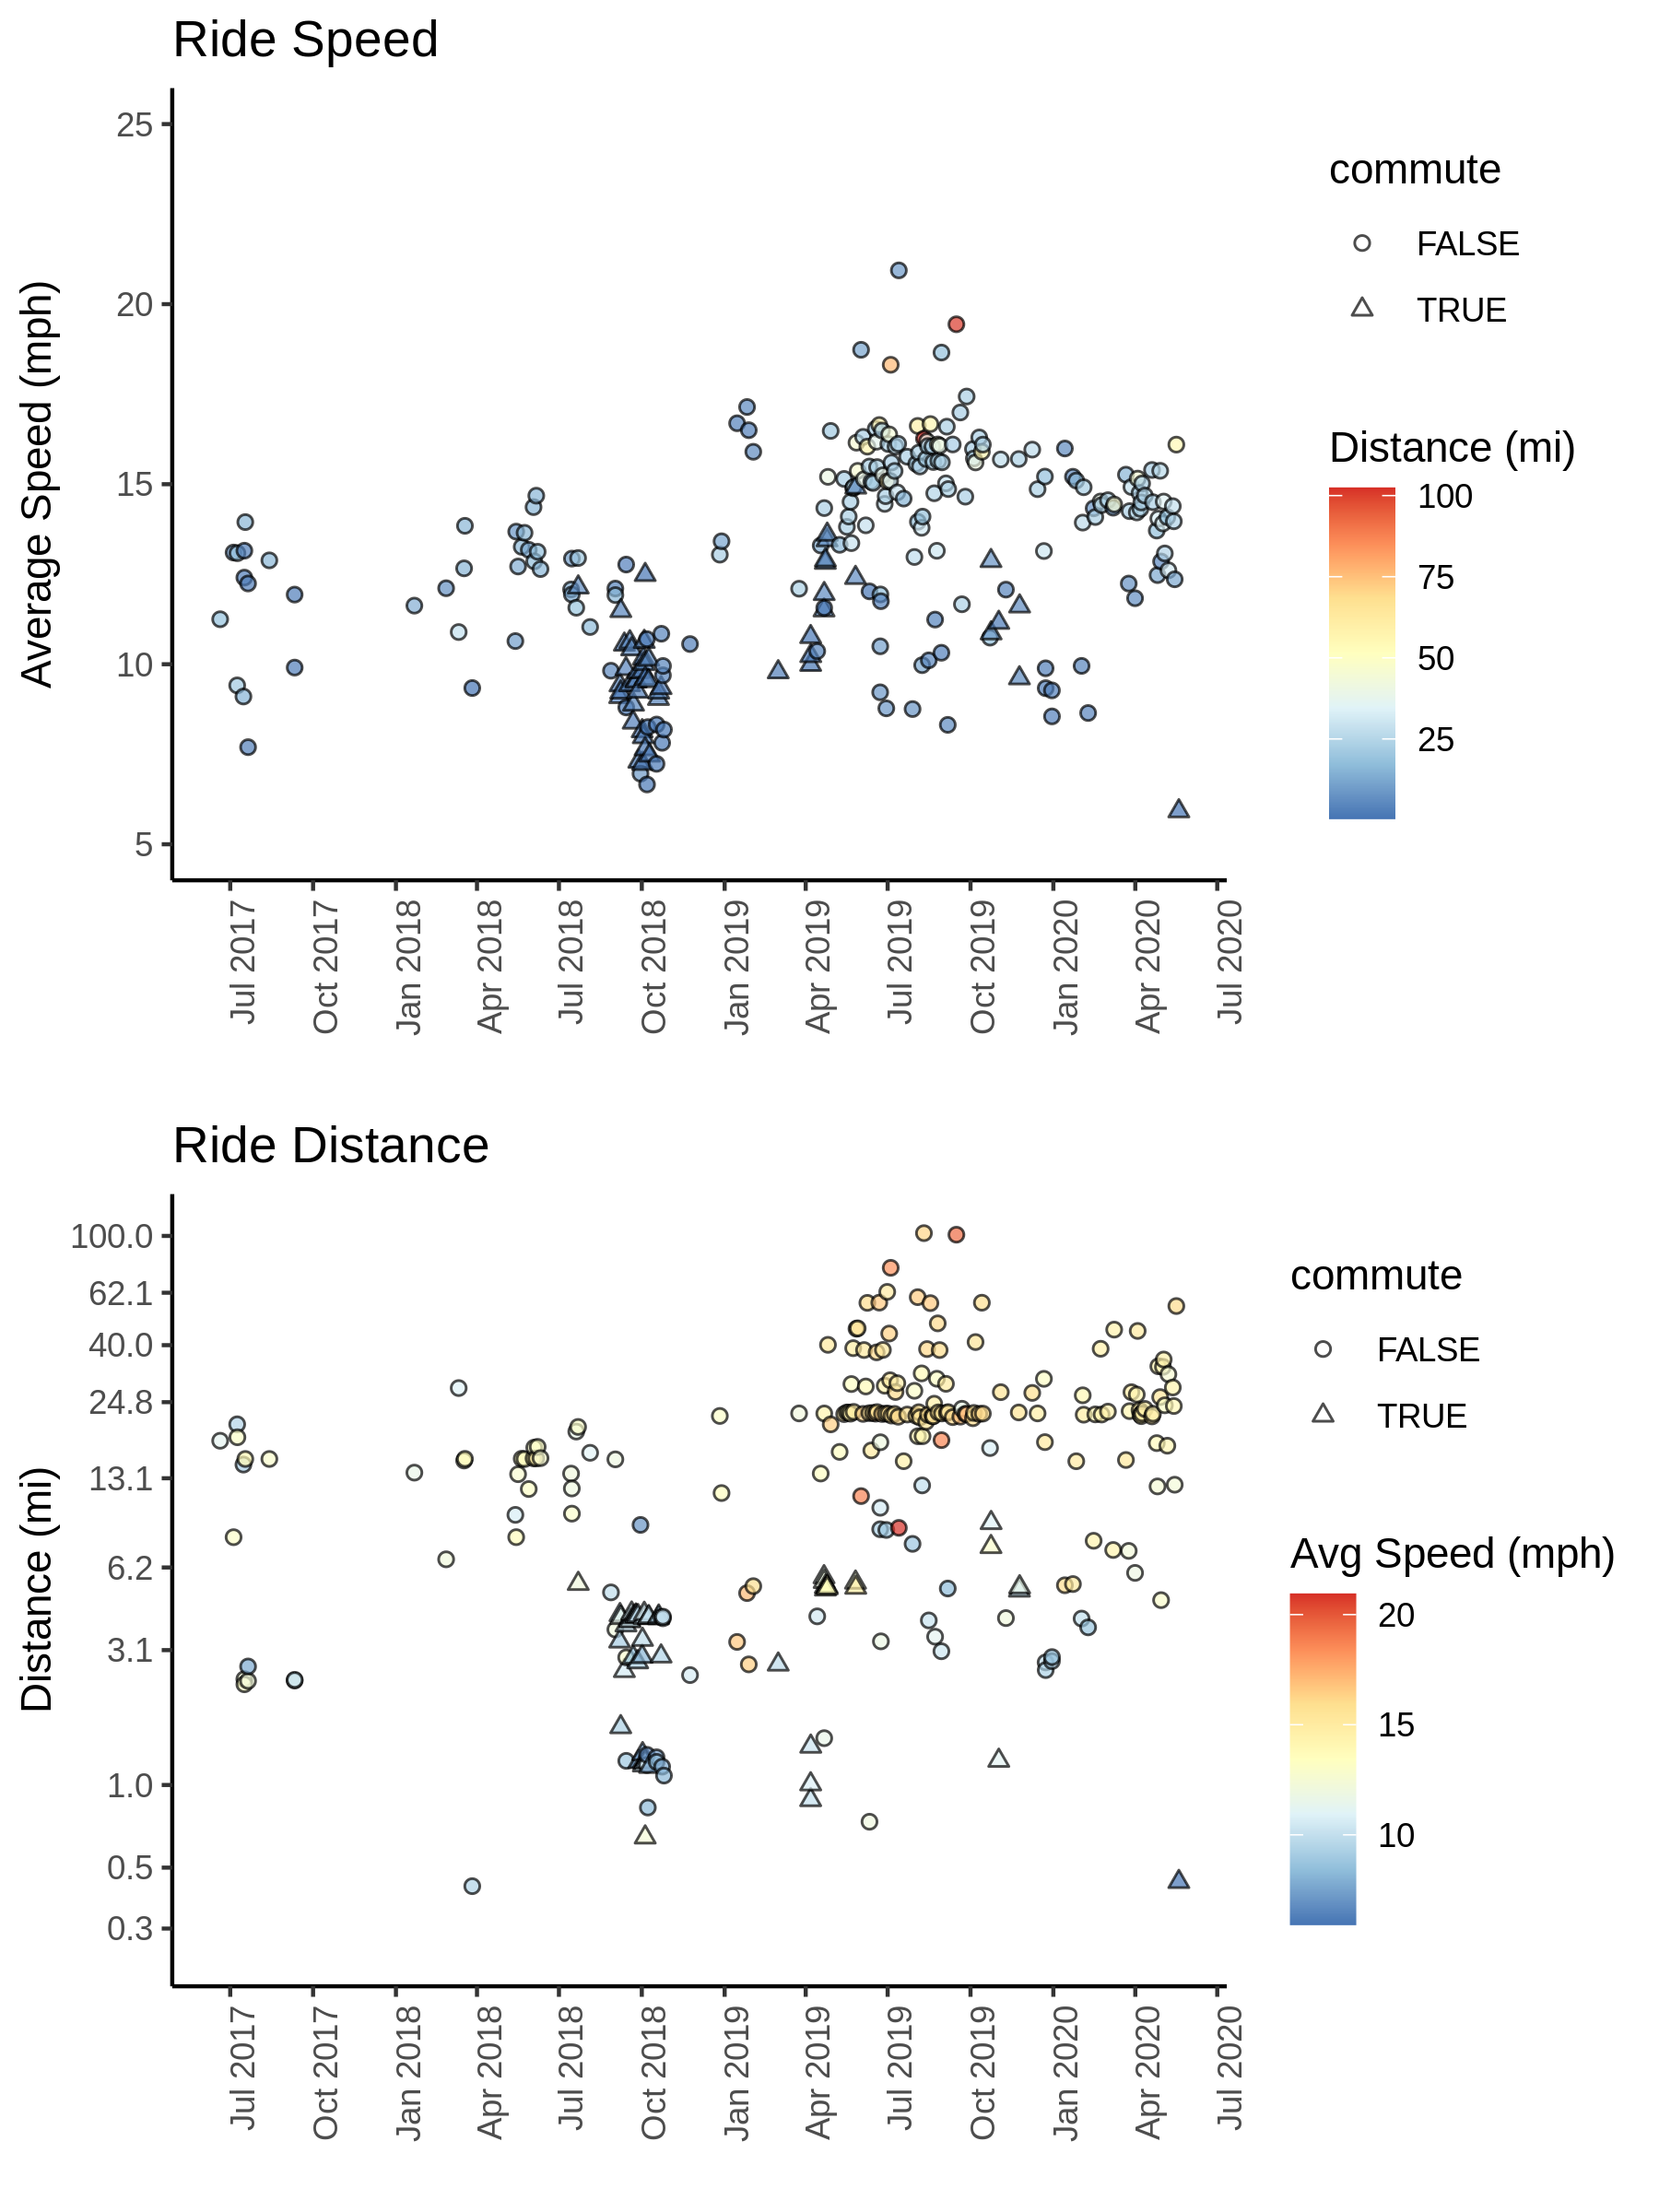 Ride Speed
Average Speed (mph)
25
20
15
10
5
Jul 2017
Oct 2017
Jan 2018
Apr 2018
Jul 2018
Oct 2018
Jan 2019
Apr 2019
Jul 2019
Oct 2019
Jan 2020
Apr 2020
Jul 2020
commute
FALSE
TRUE
Distance (mi)
100
75
50
25
Ride Distance
Distance (mi)
100.0
62.1
40.0
24.8
13.1
6.2
3.1
1.0
0.5
0.3
Jul 2017
Oct 2017
Jan 2018
Apr 2018
Jul 2018
Oct 2018
Jan 2019
Apr 2019
Jul 2019
Oct 2019
Jan 2020
Apr 2020
Jul 2020
commute
FALSE
TRUE
Avg Speed (mph)
20
15
10